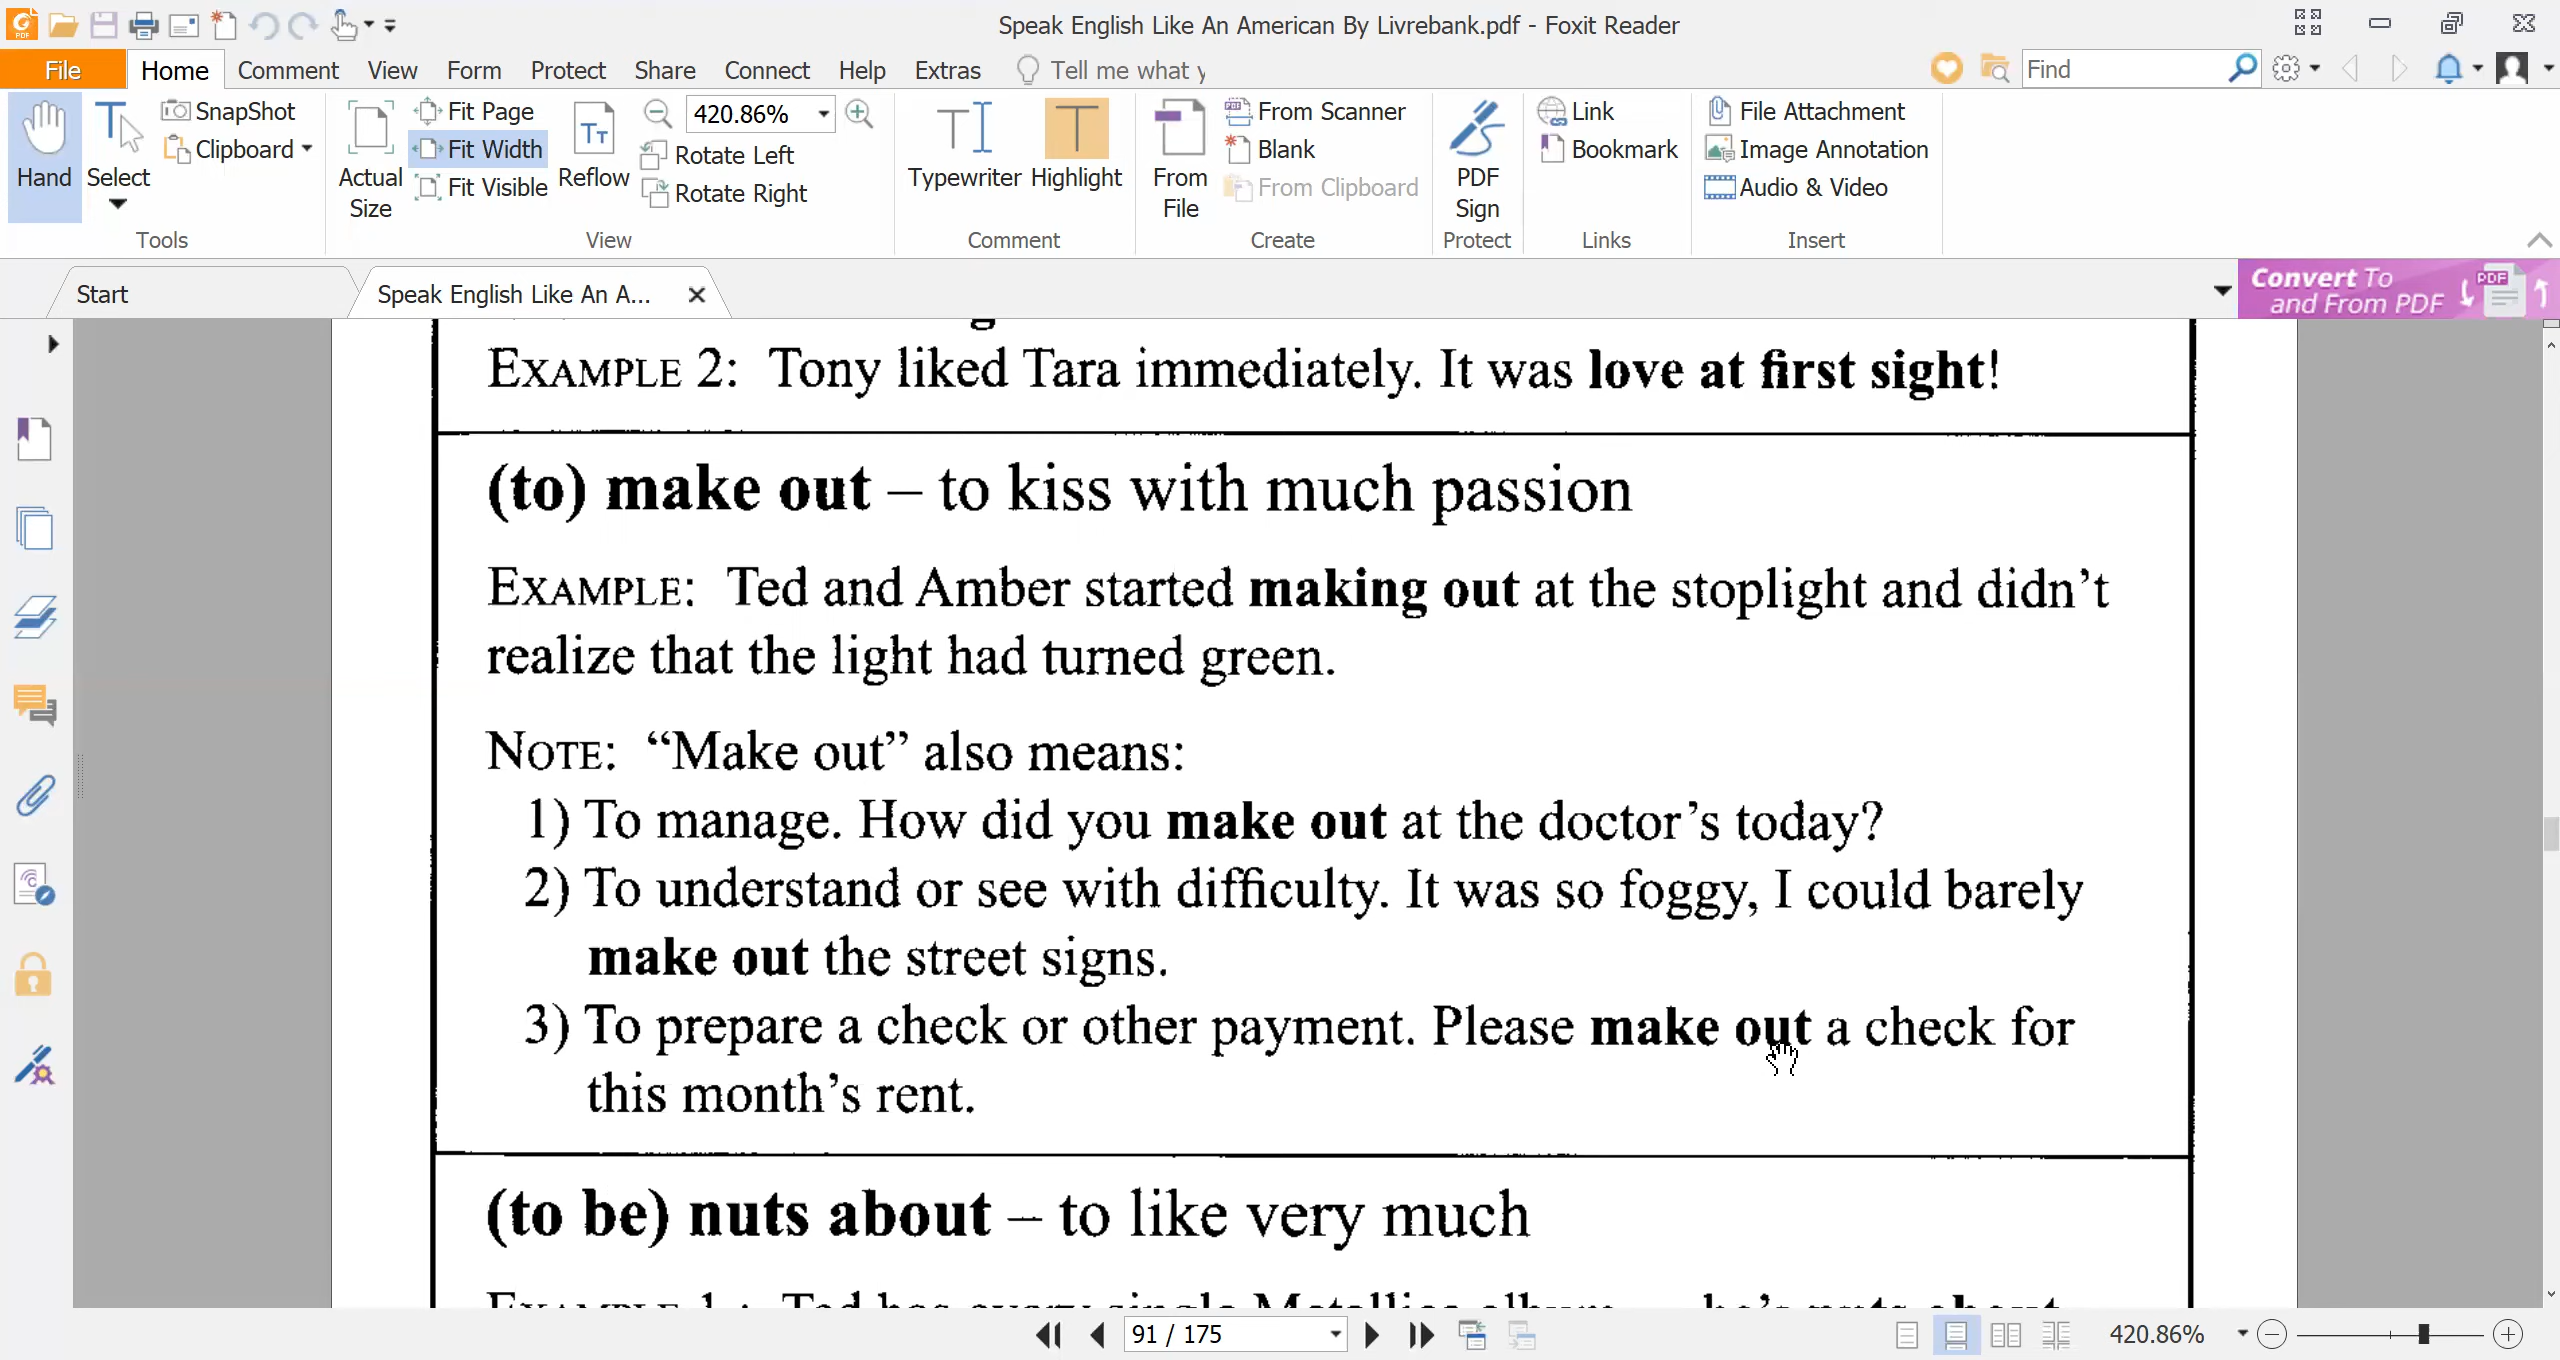 Speak English Like An American By Livrebank.pdf - Foxit Reader
File Home Comment View Form Protect Share Connect Help Extras Tell me what y Find
Hand Select SnapShot Clipboard
Tools
Actual Size Fit Page Fit Width Fit Visible Reflow 420.86% Rotate Left Rotate Right
View
Typewriter Highlight
Comment
From File From Scanner Blank From Clipboard
Create
PDF Sign
Protect
Link Bookmark
Links
File Attachment Image Annotation Audio & Video
Insert
Start Speak English Like An A...
Convert To
and From PDF
PDF
EXAMPLE 2: Tony liked Tara immediately. It was love at first sight!
(to) make out – to kiss with much passion
EXAMPLE: Ted and Amber started making out at the stoplight and didn’t
realize that the light had turned green.
NOTE: “Make out” also means:
1) To manage. How did you make out at the doctor’s today?
2) To understand or see with difficulty. It was so foggy, I could barely
make out the street signs.
3) To prepare a check or other payment. Please make out a check for
this month’s rent.
(to be) nuts about – to like very much
91 / 175
420.86%